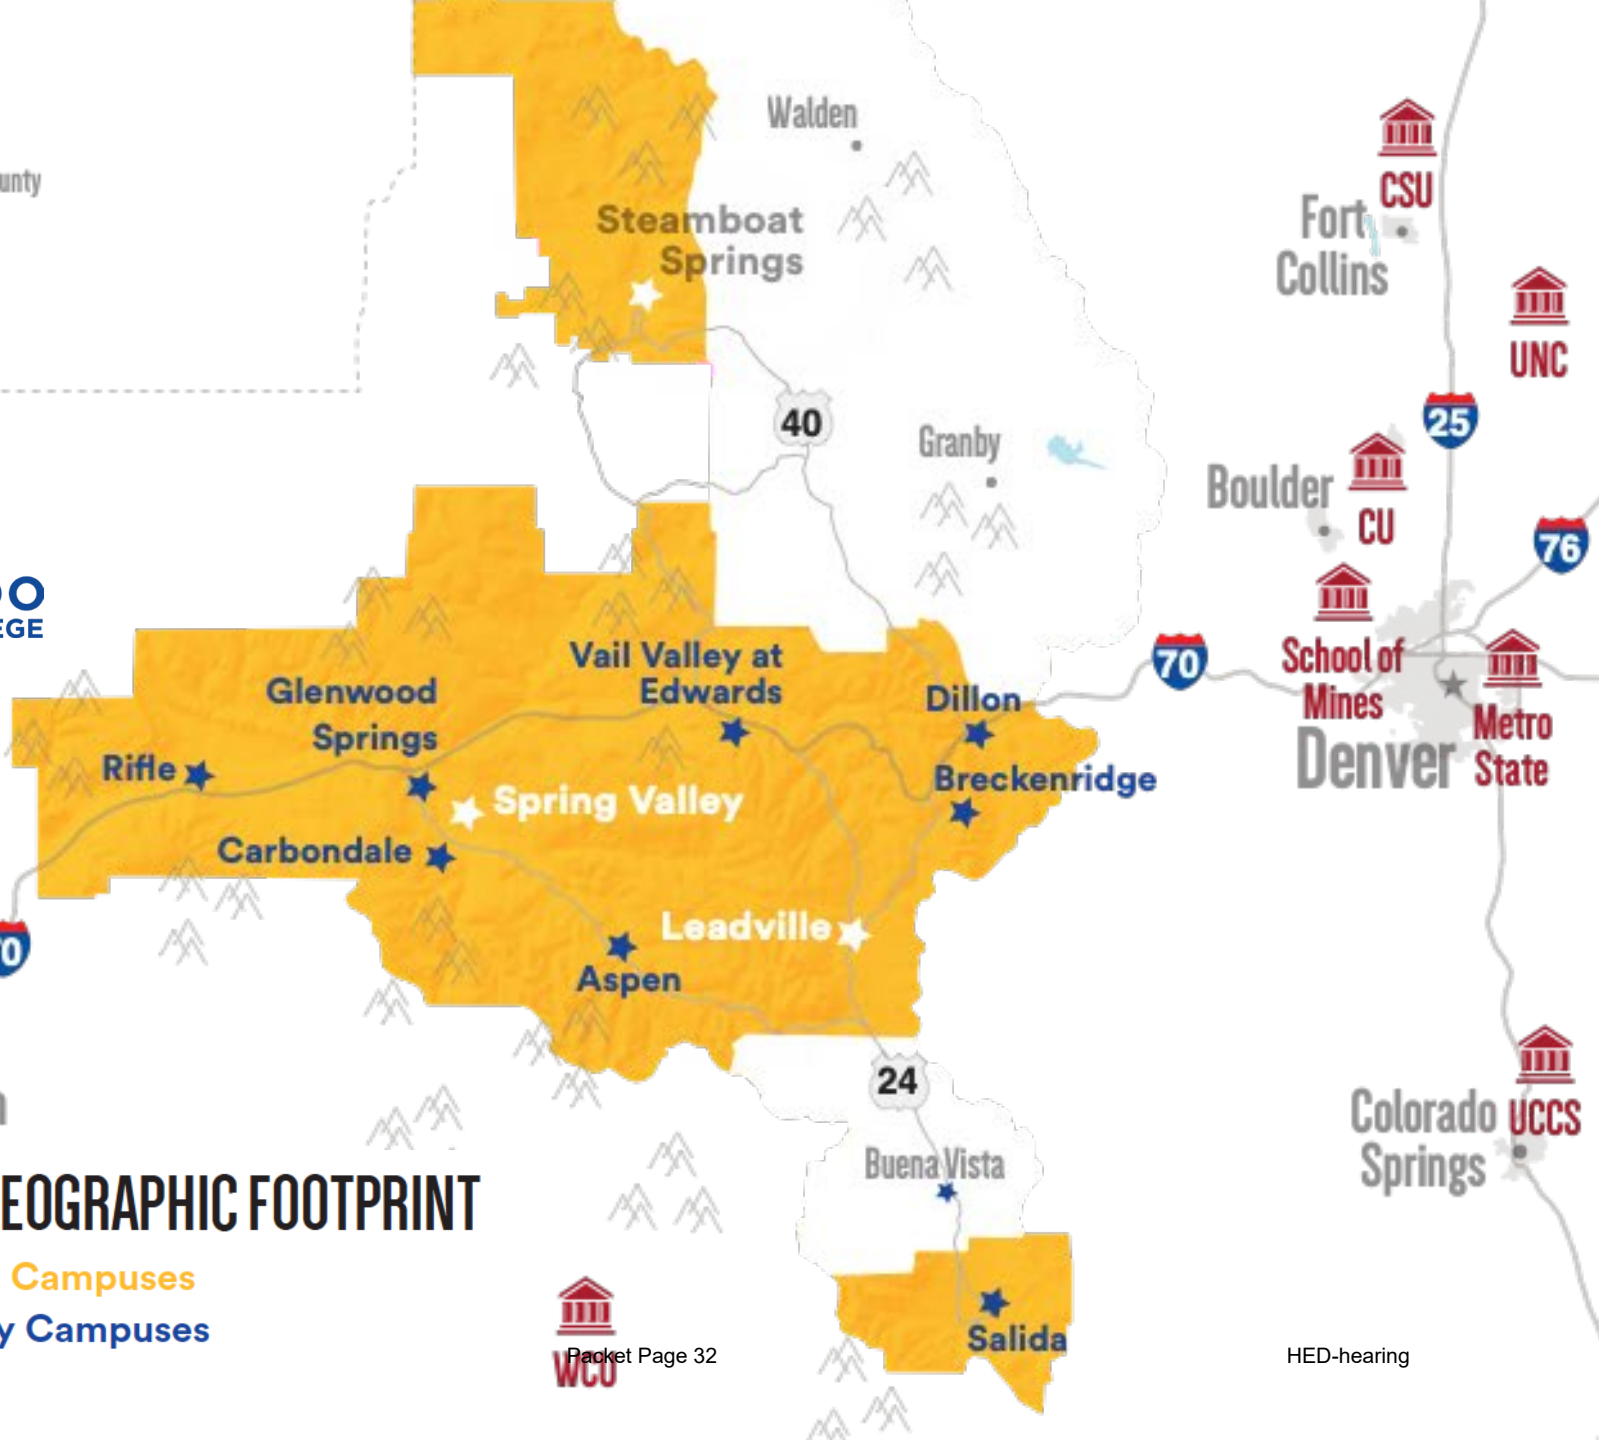 Walden
unty
CSU
Fort
Collins
Steamboat
Springs
UNC
40
25
Granby
Boulder
CU
76
EGE
School of
Mines
70
Vail Valley at
Edwards
Glenwood
Springs
Dillon
Metro
State
Denver
Rifle
Breckenridge
Spring Valley
Carbondale
Leadville
Aspen
24
Colorado
Springs
UCCS
Buena Vista
EOGRAPHIC FOOTPRINT
Campuses
y Campuses
Salida
WCU
Packet Page 32
HED-hearing